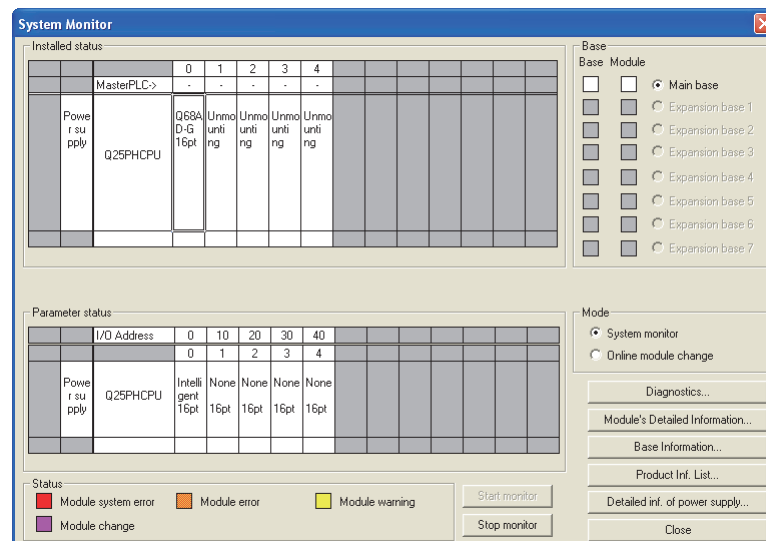 System Monitor
Installed status
0 1 2 3 4
MasterPLC-> - - - - -
Powe
r su
pply
Q25PHCPU
Q68A
D-G
16pt
Unmo
unti
ng
Unmo
unti
ng
Unmo
unti
ng
Unmo
unti
ng
Base
Base Module
Main base
Expansion base 1
Expansion base 2
Expansion base 3
Expansion base 4
Expansion base 5
Expansion base 6
Expansion base 7
Parameter status
I/O Address 0 10 20 30 40
0 1 2 3 4
Powe
r su
pply
Q25PHCPU
Intelli
gent
16pt
None
16pt
None
16pt
None
16pt
None
16pt
Mode
System monitor
Online module change
Diagnostics...
Module's Detailed Information...
Base Information...
Product Inf. List...
Detailed inf. of power supply...
Close
Status
Module system error
Module error
Module warning
Module change
Start monitor
Stop monitor